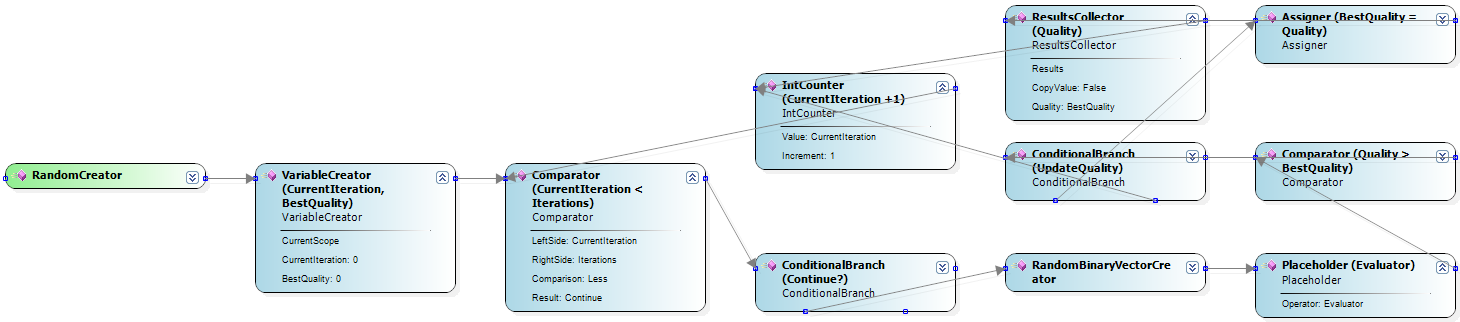 RandomCreator
VariableCreator
(CurrentIteration,
BestQuality)
VariableCreator
CurrentScope
CurrentIteration: 0
BestQuality: 0
Comparator
(CurrentIteration <
Iterations)
Comparator
LeftSide: CurrentIteration
RightSide: Iterations
Comparison: Less
Result: Continue
IntCounter
(CurrentIteration +1)
IntCounter
Value: CurrentIteration
Increment: 1
ConditionalBranch
(Continue?)
ConditionalBranch
ResultsCollector
(Quality)
ResultsCollector
Results
CopyValue: False
Quality: BestQuality
ConditionalBranch
(UpdateQuality)
ConditionalBranch
RandomBinaryVectorCre
ator
Assigner (BestQuality =
Quality)
Assigner
Comparator (Quality >
BestQuality)
Comparator
Placeholder (Evaluator)
Placeholder
Operator: Evaluator